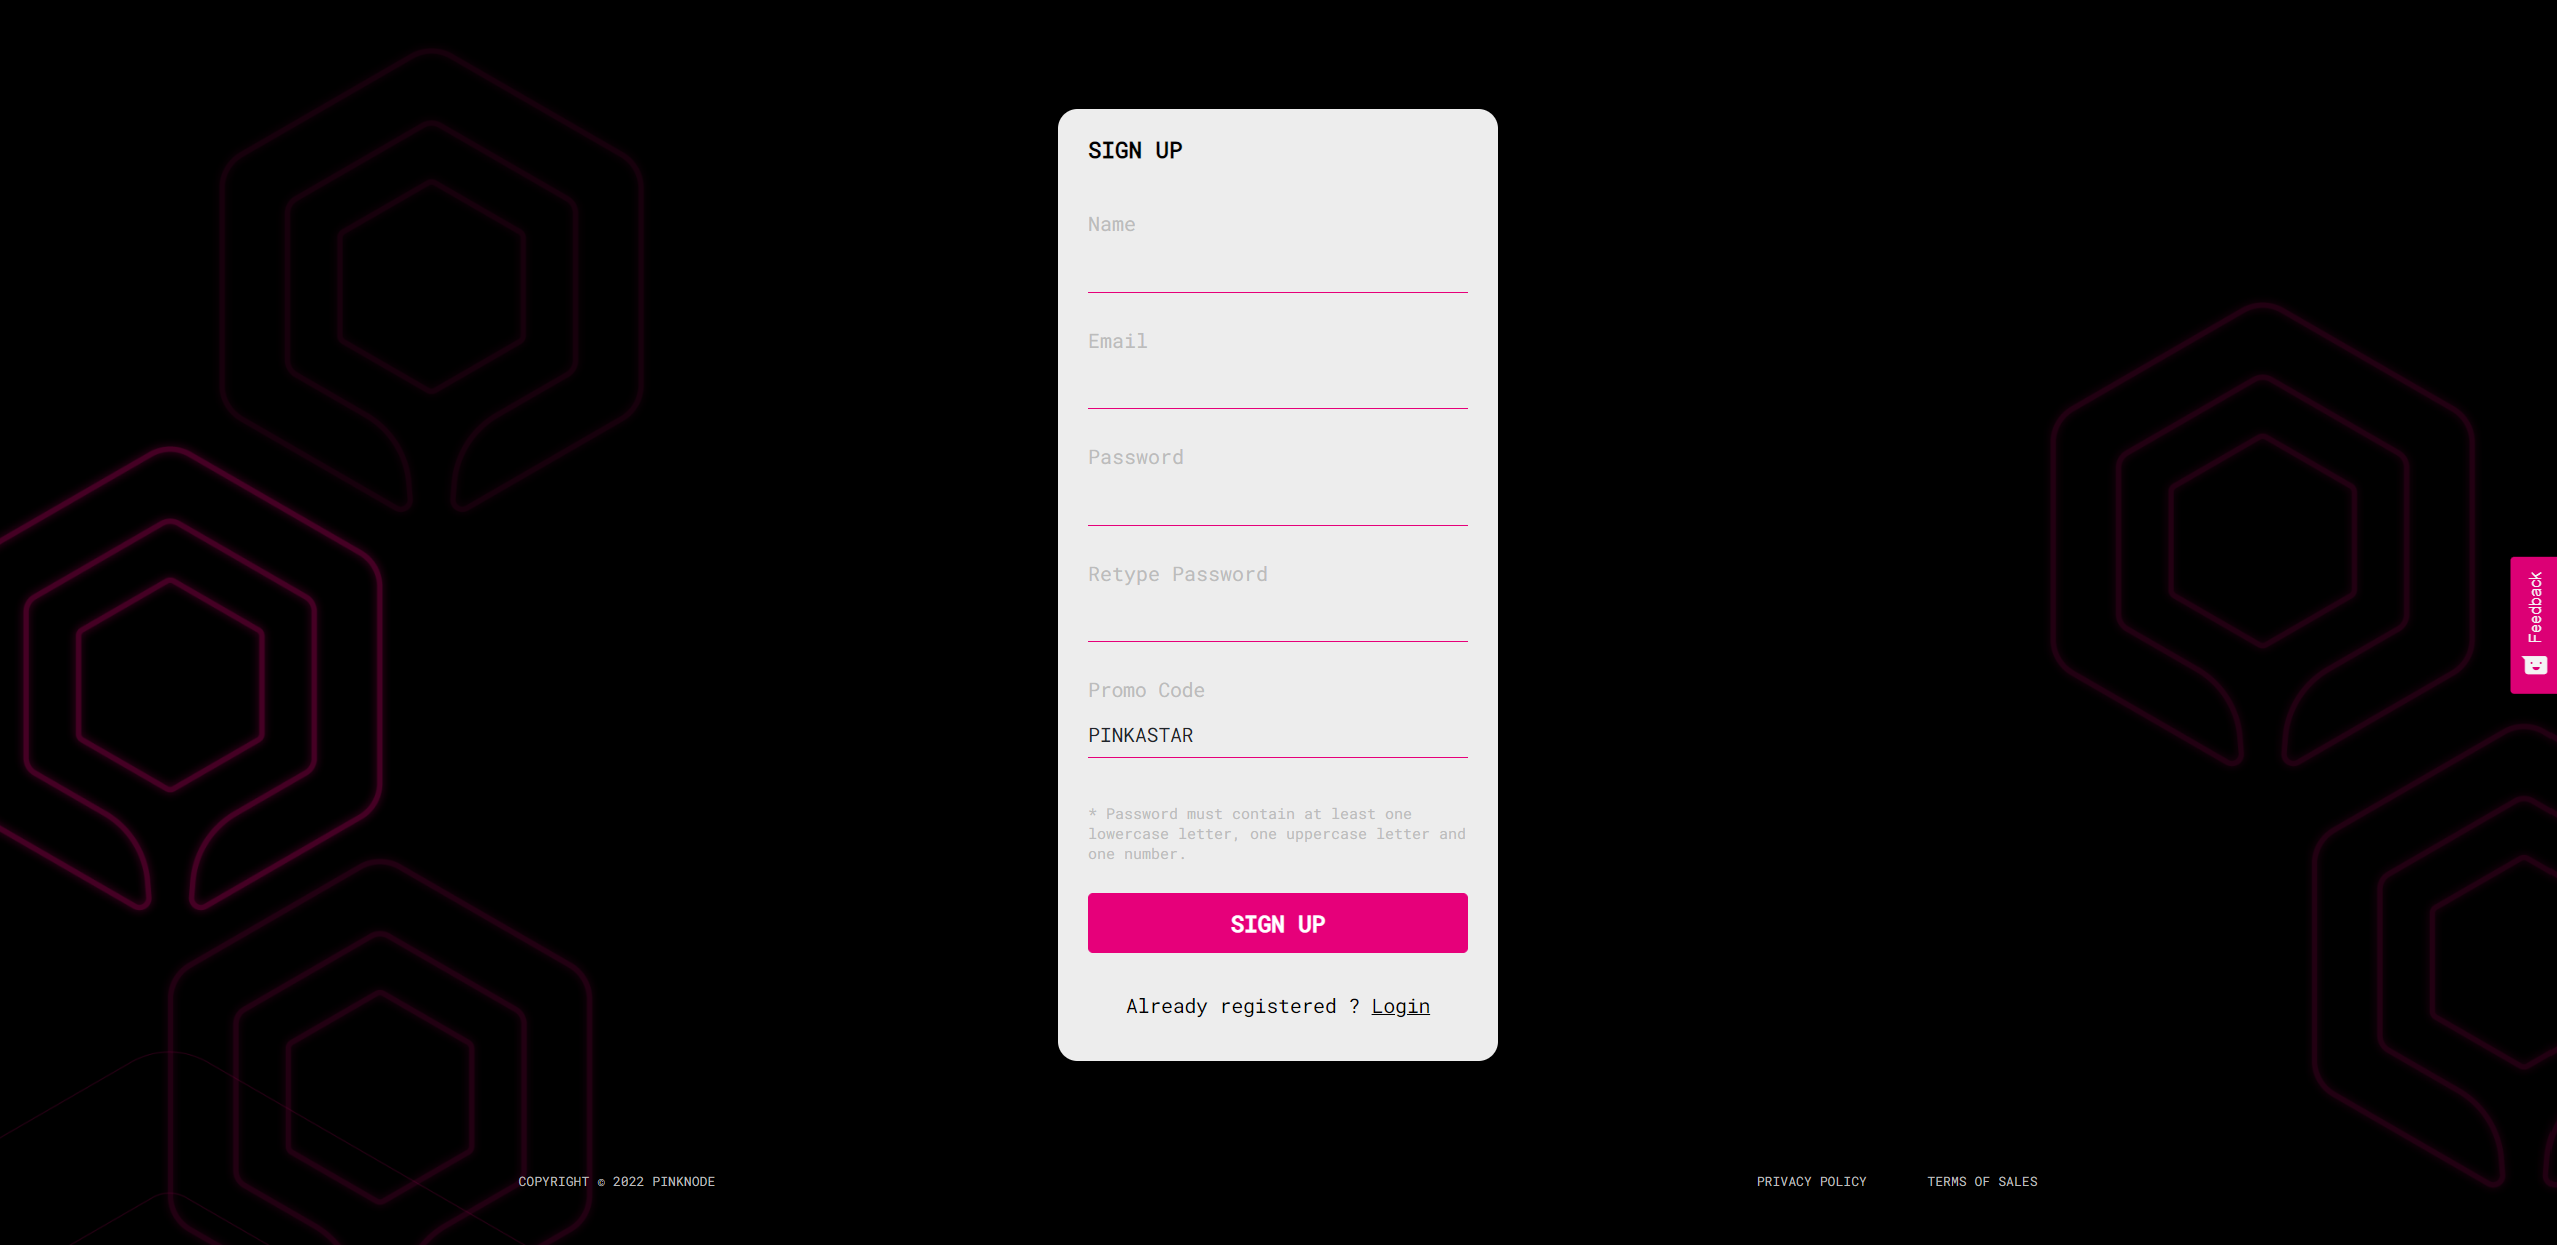 SIGN UP
Name
Email
Password
Retype Password
Promo Code
PINKASTAR
* Password must contain at least one
lowercase letter, one uppercase letter and
one number.
SIGN UP
Already registered ? Login
Feedback
COPYRIGHT © 2022 PINKNODE
PRIVACY POLICY
TERMS OF SALES